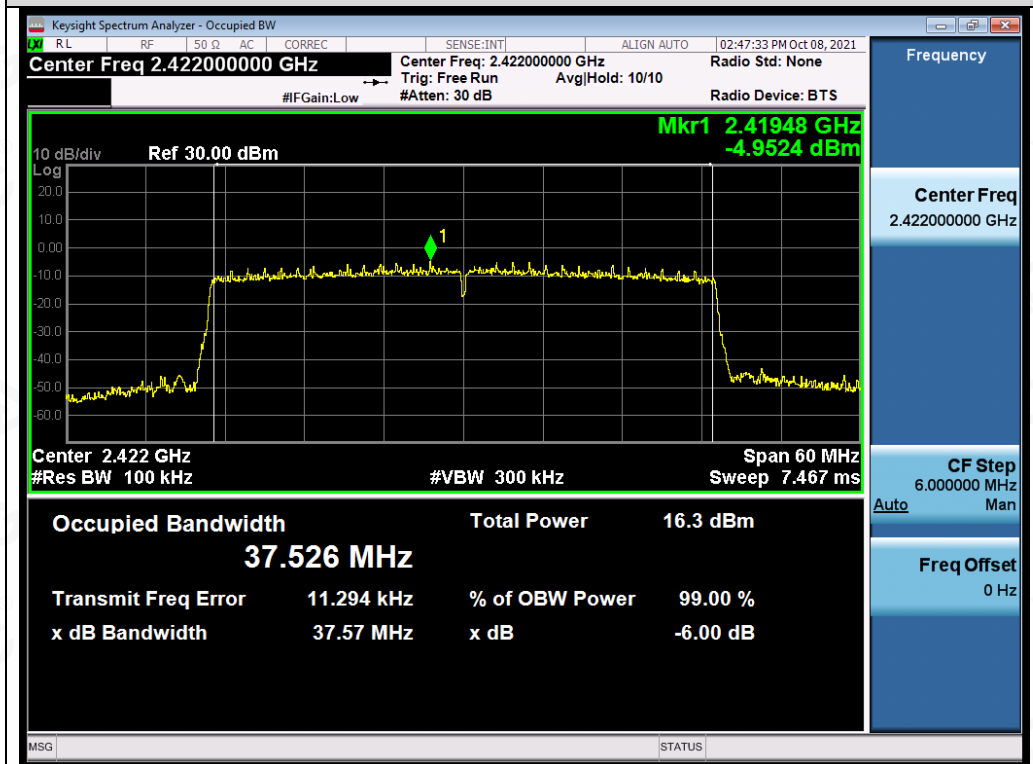 Keysight Spectrum Analyzer - Occupied BW
LXI RL RF 50 Ω AC CORREC SENSE:INT ALIGN AUTO 02:47:33 PM Oct 08, 2021
Center Freq 2.422000000 GHz Center Freq: 2.422000000 GHz Radio Std: None
Trig: Free Run Avg|Hold: 10/10
#IFGain:Low #Atten: 30 dB Radio Device: BTS
Mkr1 2.41948 GHz
10 dB/div Ref 30.00 dBm -4.9524 dBm
Log
20.0
10.0
0.00
-10.0
-20.0
-30.0
-40.0
-50.0
-60.0
1
Center 2.422 GHz Span 60 MHz
#Res BW 100 kHz #VBW 300 kHz Sweep 7.467 ms
Occupied Bandwidth Total Power 16.3 dBm
37.526 MHz
Transmit Freq Error 11.294 kHz % of OBW Power 99.00 %
x dB Bandwidth 37.57 MHz x dB -6.00 dB
Frequency
Center Freq
2.422000000 GHz
CF Step
6.000000 MHz
Auto Man
Freq Offset
0 Hz
MSG STATUS